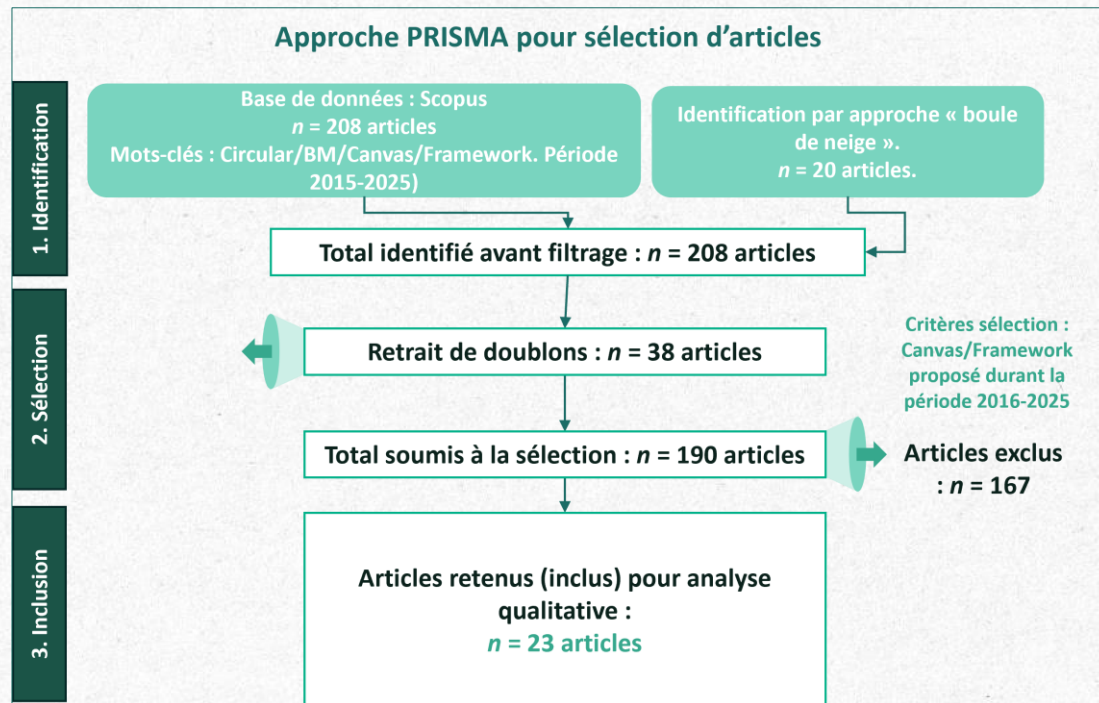 Approche PRISMA pour sélection d’articles
1. Identification
Base de données : Scopus
n = 208 articles
Mots-clés : Circular/BM/Canvas/Framework. Période
2015-2025)
Identification par approche « boule
de neige ».
n = 20 articles.
Total identifié avant filtrage : n = 208 articles
2. Sélection
Retrait de doublons : n = 38 articles
Critères sélection :
Canvas/Framework
proposé durant la
période 2016-2025
Total soumis à la sélection : n = 190 articles
Articles exclus
: n = 167
3. Inclusion
Articles retenus (inclus) pour analyse
qualitative :
n = 23 articles